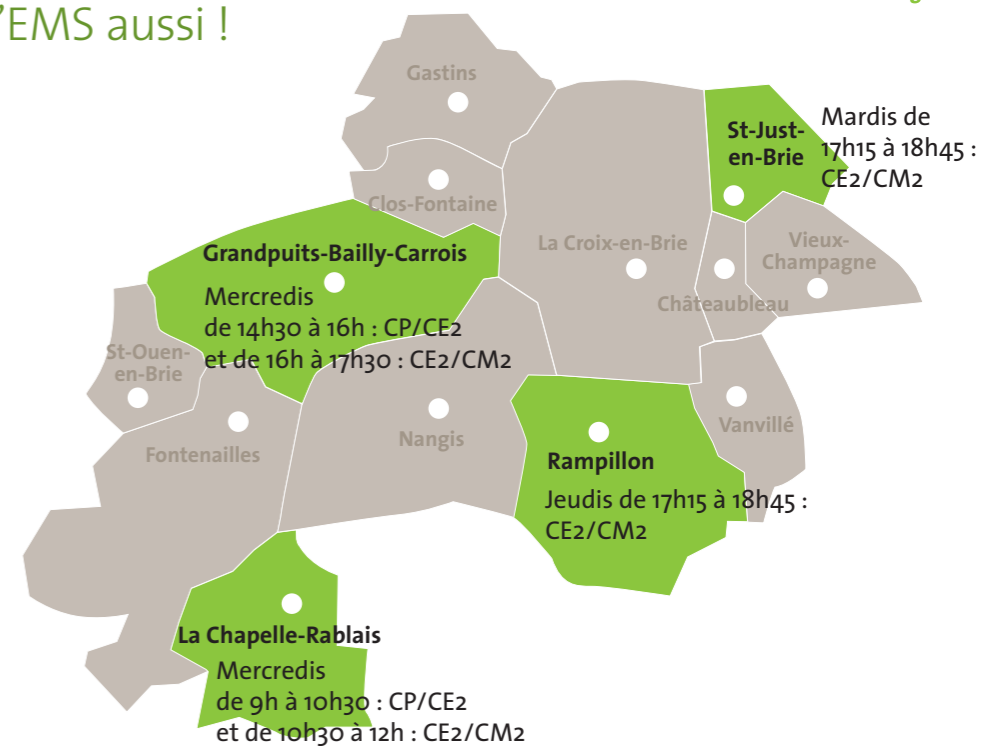 'EMS aussi !
Gastins
St-Just-
en-Brie
Mardis de
17h15 à 18h45 :
CE2/CM2
Clos-Fontaine
Grandpuits-Bailly-Carrois
Mercredis
de 14h30 à 16h : CP/CE2
et de 16h à 17h30 : CE2/CM2
La Croix-en-Brie
Vieux-
Champagne
Châteaubleau
St-Ouen-
en-Brie
Fontenailles
Nangis
Vanvillé
Rampillon
Jeudis de 17h15 à 18h45 :
CE2/CM2
La Chapelle-Rablais
Mercredis
de 9h à 10h30 : CP/CE2
et de 10h30 à 12h : CE2/CM2